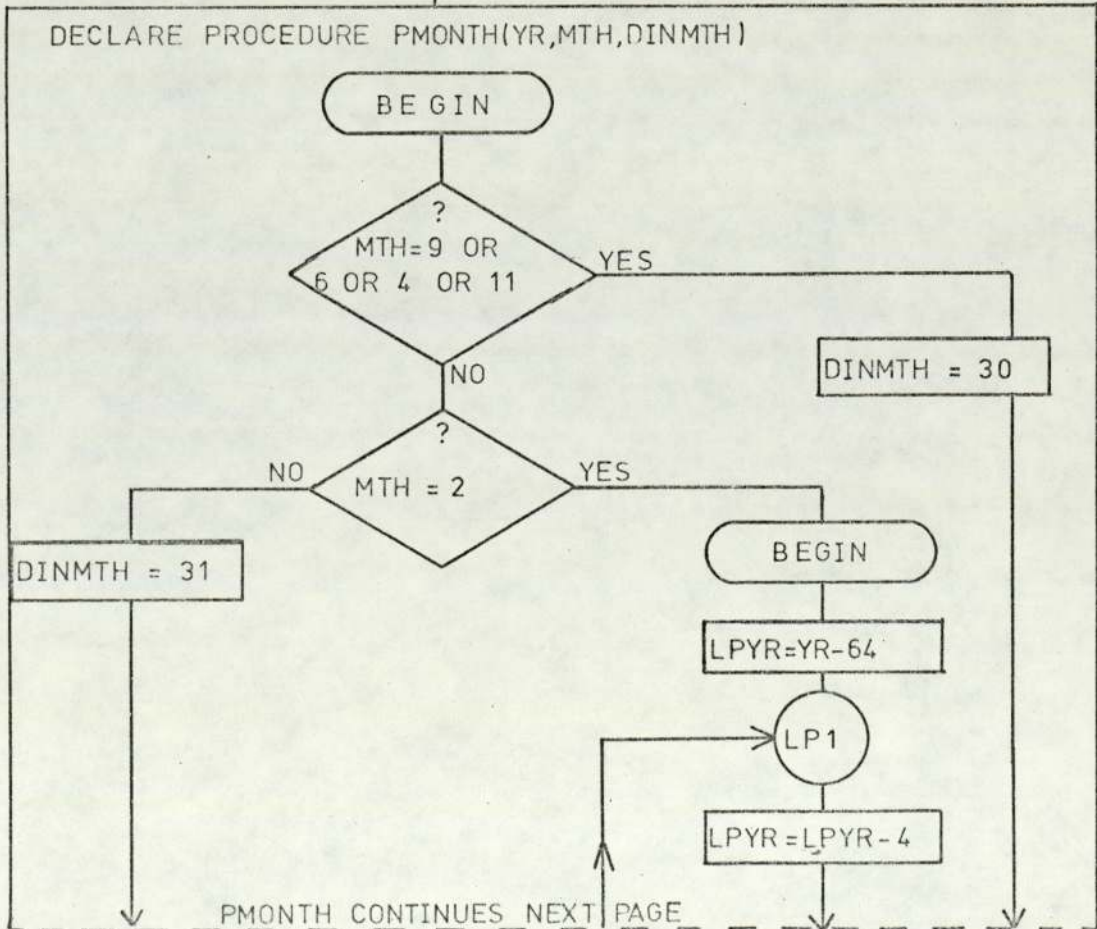 DECLARE PROCEDURE PMONTH(YR,MTH,DINMTH)
BEGIN
?
MTH=9 OR
6 OR 4 OR 11
YES
NO
DINMTH = 30
?
MTH = 2
NO
YES
DINMTH = 31
BEGIN
LPYR=YR-64
LP1
LPYR=LPYR-4
PMONTH CONTINUES NEXT PAGE